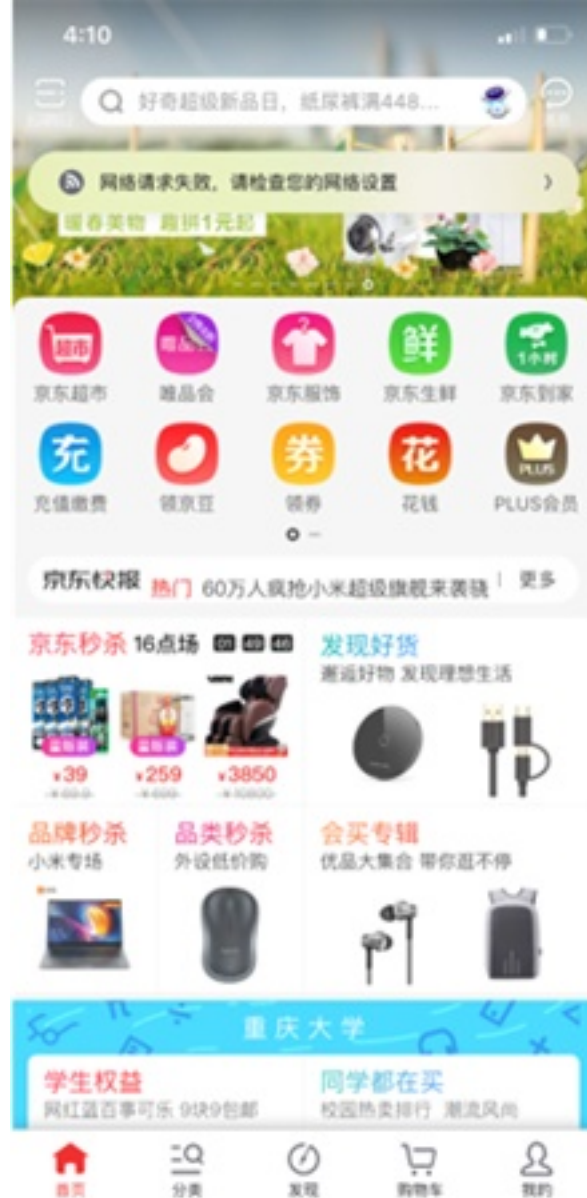 4:10
好奇超级新品日，纸尿裤满448...
网络请求失败，请检查您的网络设置
暖春美物 趣拼1元起
超市
鲜
1小时
京东超市
唯品会
京东服饰
京东生鲜
京东到家
充
券
花
PLUS
充值缴费
领京豆
领券
花钱
PLUS会员
京东快报
热门
60万人疯抢小米超级旗舰来袭骁
更多
京东秒杀
16点场
01 49 46
¥39
¥259
¥3850
发现好货
邂逅好物 发现理想生活
品牌秒杀
小米专场
品类秒杀
外设低价购
会买专辑
优品大集合 带你逛不停
重庆大学
学生权益
网红蓝百事可乐 9块9包邮
同学都在买
校园热卖排行 潮流风尚
首页
分类
发现
购物车
我的